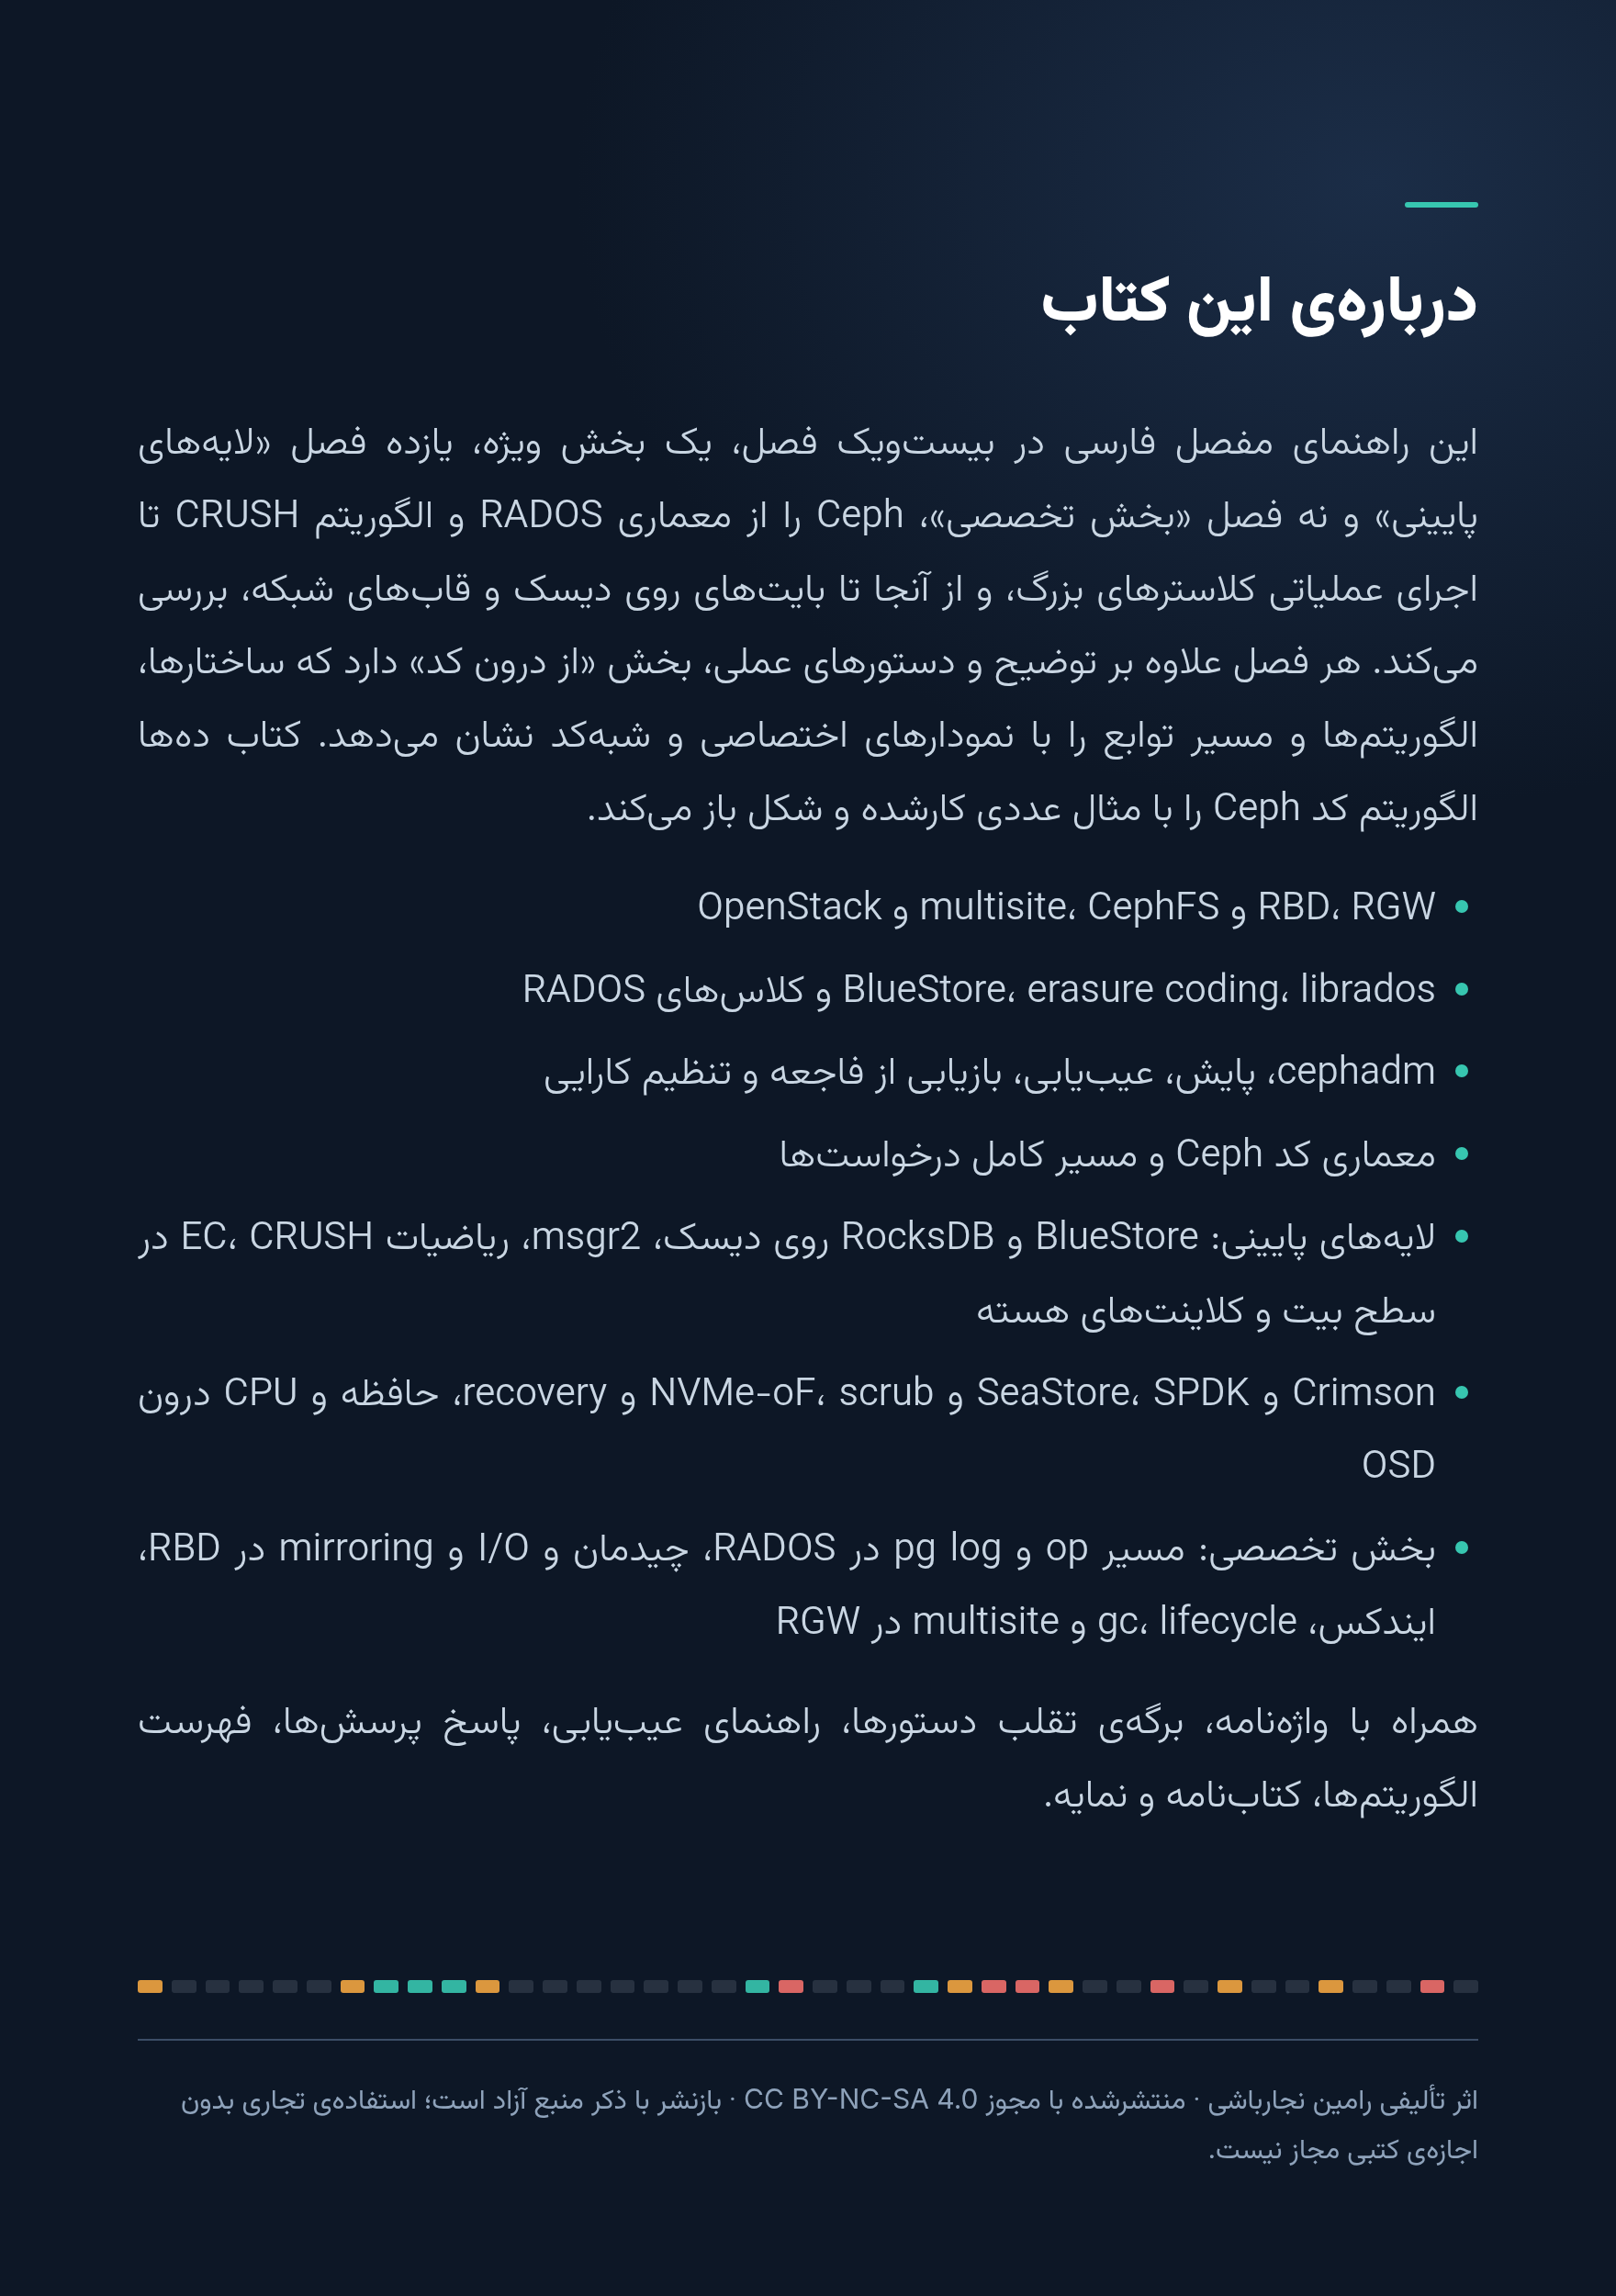 درباره‌ی این کتاب
این راهنمای مفصل فارسی در بیست‌ویک فصل، یک بخش ویژه، یازده فصل «لایه‌های
پایینی» و نه فصل «بخش تخصصی»، Ceph را از معماری RADOS و الگوریتم CRUSH تا
اجرای عملیاتی کلاسترهای بزرگ، و از آنجا تا بایت‌های روی دیسک و قاب‌های شبکه، بررسی
می‌کند. هر فصل علاوه بر توضیح و دستورهای عملی، بخش «از درون کد» دارد که ساختارها،
الگوریتم‌ها و مسیر توابع را با نمودارهای اختصاصی و شبه‌کد نشان می‌دهد. کتاب ده‌ها
الگوریتم کد Ceph را با مثال عددی کارشده و شکل باز می‌کند.
• RBD، RGW و multisite، CephFS و OpenStack
• BlueStore، erasure coding، librados و کلاس‌های RADOS
• cephadm، پایش، عیب‌یابی، بازیابی از فاجعه و تنظیم کارایی
• معماری کد Ceph و مسیر کامل درخواست‌ها
• لایه‌های پایینی: BlueStore و RocksDB روی دیسک، msgr2، ریاضیات EC، CRUSH در
سطح بیت و کلاینت‌های هسته
• Crimson و SeaStore، SPDK و NVMe-oF، scrub و recovery، حافظه و CPU درون
OSD
• بخش تخصصی: مسیر op و pg log در RADOS، چیدمان و I/O و mirroring در RBD،
ایندکس، gc، lifecycle و multisite در RGW
همراه با واژه‌نامه، برگه‌ی تقلب دستورها، راهنمای عیب‌یابی، پاسخ پرسش‌ها، فهرست
الگوریتم‌ها، کتاب‌نامه و نمایه.
اثر تألیفی رامین نجارباشی · منتشرشده با مجوز CC BY-NC-SA 4.0 · بازنشر با ذکر منبع آزاد است؛ استفاده‌ی تجاری بدون
اجازه‌ی کتبی مجاز نیست.